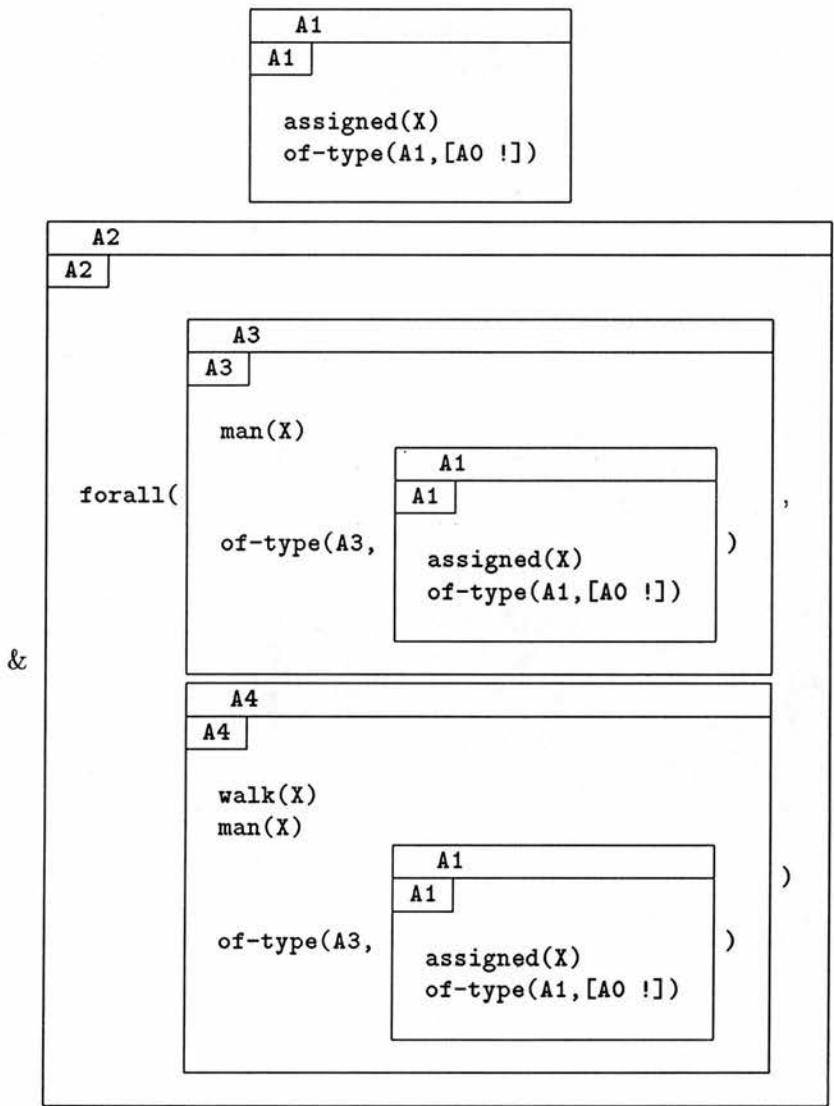 A1
A1
assigned(X)
of-type(A1,[A0 !])
A2
A2
A3
A3
man(X)
A1
forall( A1 ,
of-type(A3, )
assigned(X)
of-type(A1,[A0 !])
&
A4
A4
walk(X)
man(X)
A1
A1 )
of-type(A3, )
assigned(X)
of-type(A1,[A0 !])